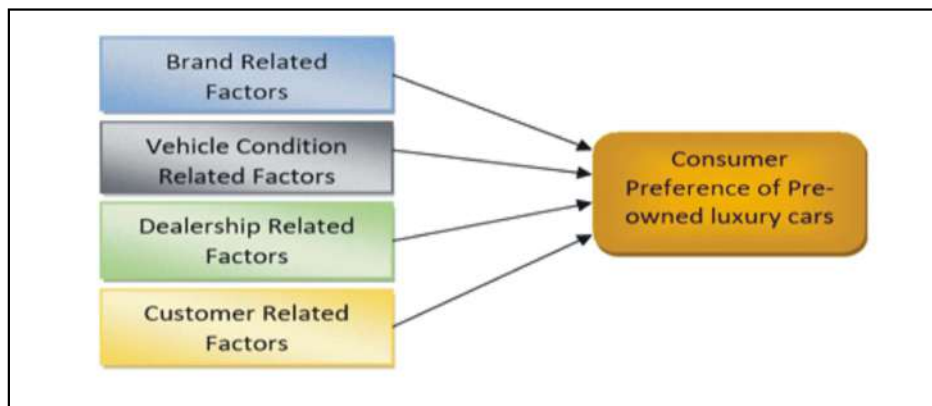 Brand Related
Factors
Vehicle Condition
Related Factors
Dealership Related
Factors
Customer Related
Factors
Consumer
Preference of Pre-
owned luxury cars